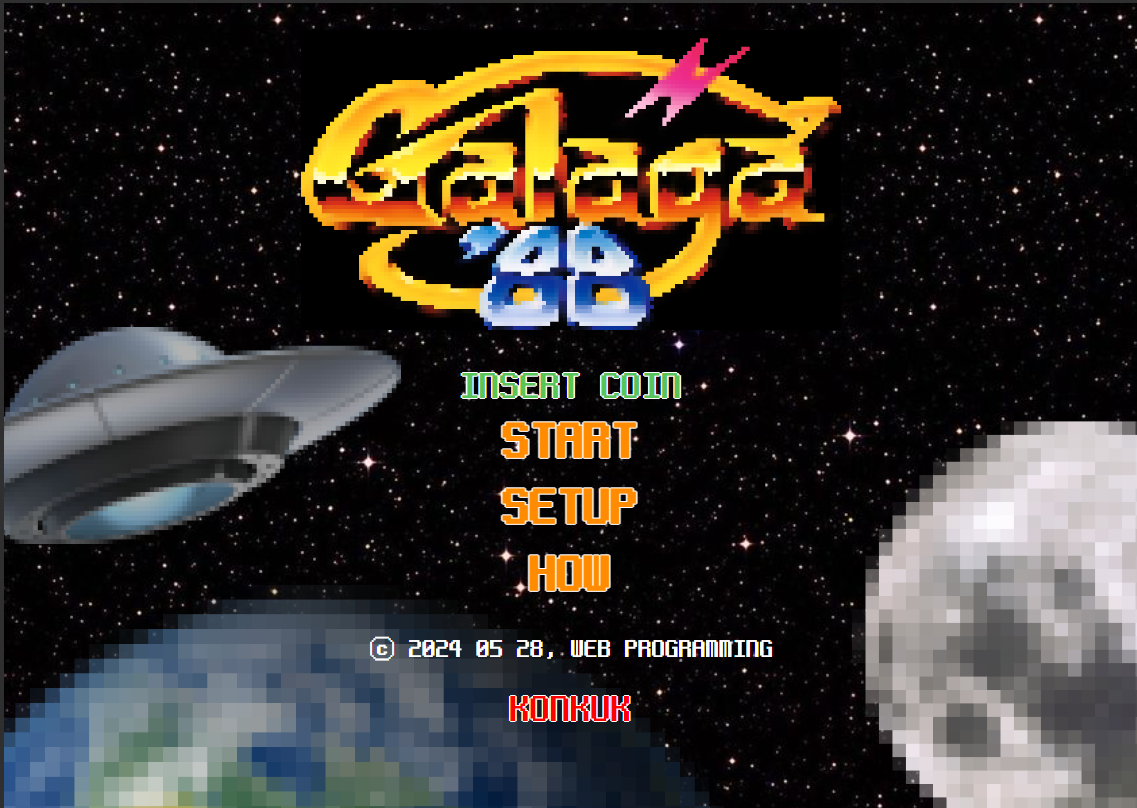 Galaga
'88
INSERT COIN
START
SETUP
HOW
© 2024 05 28, WEB PROGRAMMING
KONKUK